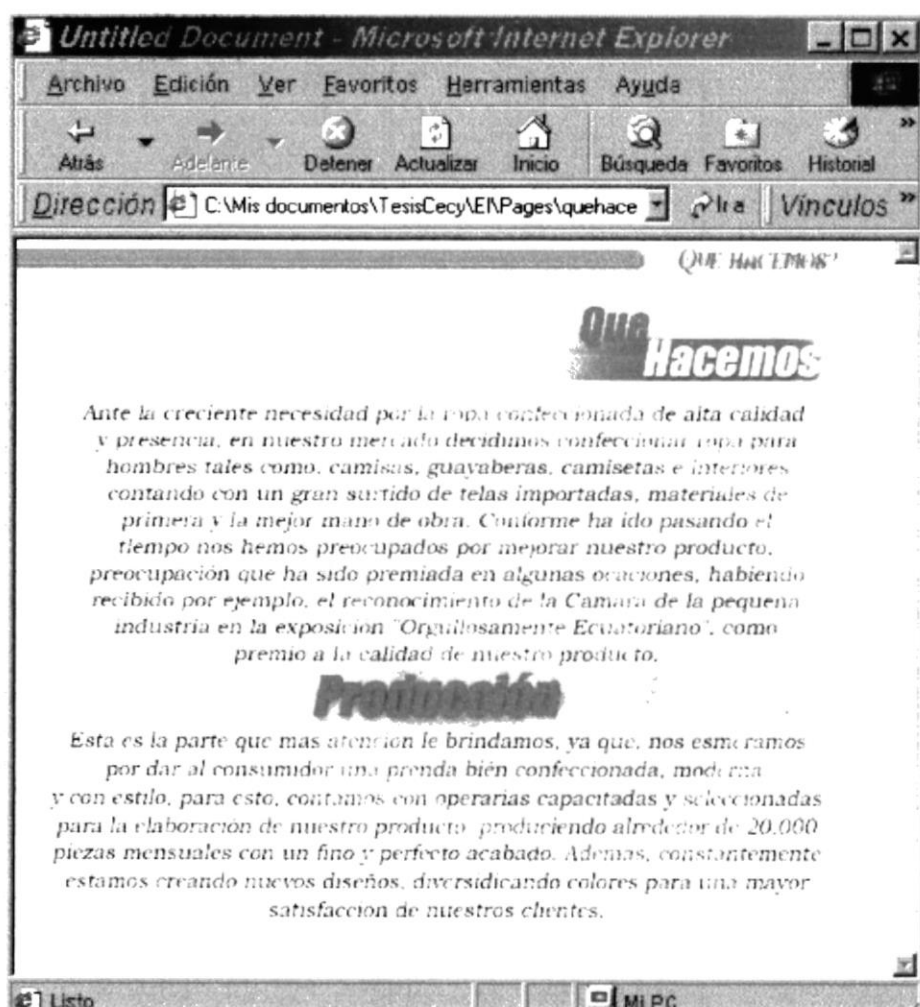 Untitled Document - Microsoft Internet Explorer
Archivo Edición Ver Favoritos Herramientas Ayuda
Atrás Adelante Detener Actualizar Inicio Búsqueda Favoritos Historial »
Dirección C:\Mis documentos\TesisCecy\EI\Pages\quehace Ir a Vínculos »
QUE HACEMOS?
Que
Hacemos
Ante la creciente necesidad por la ropa confeccionada de alta calidad
y presencia, en nuestro mercado decidimos confeccionar ropa para
hombres tales como, camisas, guayaberas, camisetas e interiores
contando con un gran surtido de telas importadas, materiales de
primera y la mejor mano de obra. Conforme ha ido pasando el
tiempo nos hemos preocupados por mejorar nuestro producto,
preocupación que ha sido premiada en algunas ocaciones, habiendo
recibido por ejemplo, el reconocimiento de la Camara de la pequena
industria en la exposicion "Orgullosamente Ecuatoriano", como
premio a la calidad de nuestro producto.
Producción
Esta es la parte que mas atencion le brindamos, ya que, nos esmeramos
por dar al consumidor una prenda bién confeccionada, moderna
y con estilo, para esto, contamos con operarias capacitadas y seleccionadas
para la elaboración de nuestro producto produciendo alrededor de 20.000
piezas mensuales con un fino y perfecto acabado. Ademas, constantemente
estamos creando nuevos diseños, diversidicando colores para una mayor
satisfaccion de nuestros clientes.
Listo Mi PC